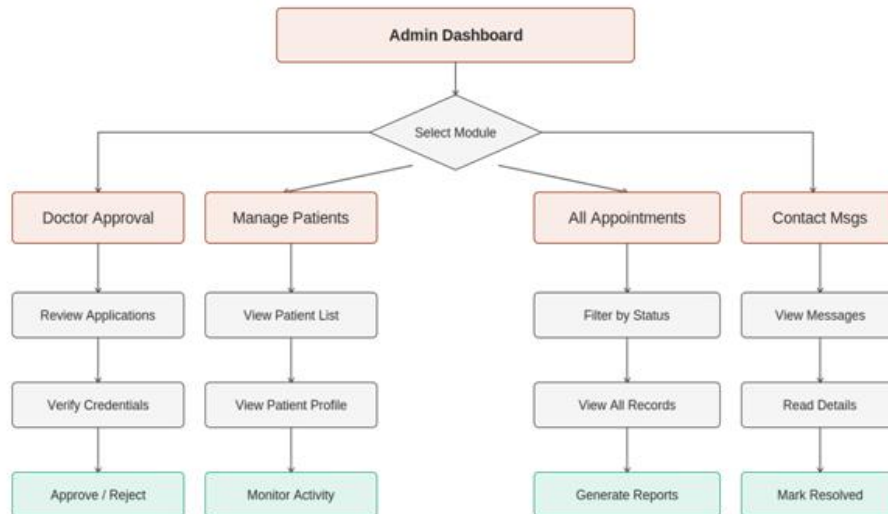 Admin Dashboard
Select Module
Doctor Approval
Manage Patients
All Appointments
Contact Msgs
Review Applications
View Patient List
Filter by Status
View Messages
Verify Credentials
View Patient Profile
View All Records
Read Details
Approve / Reject
Monitor Activity
Generate Reports
Mark Resolved